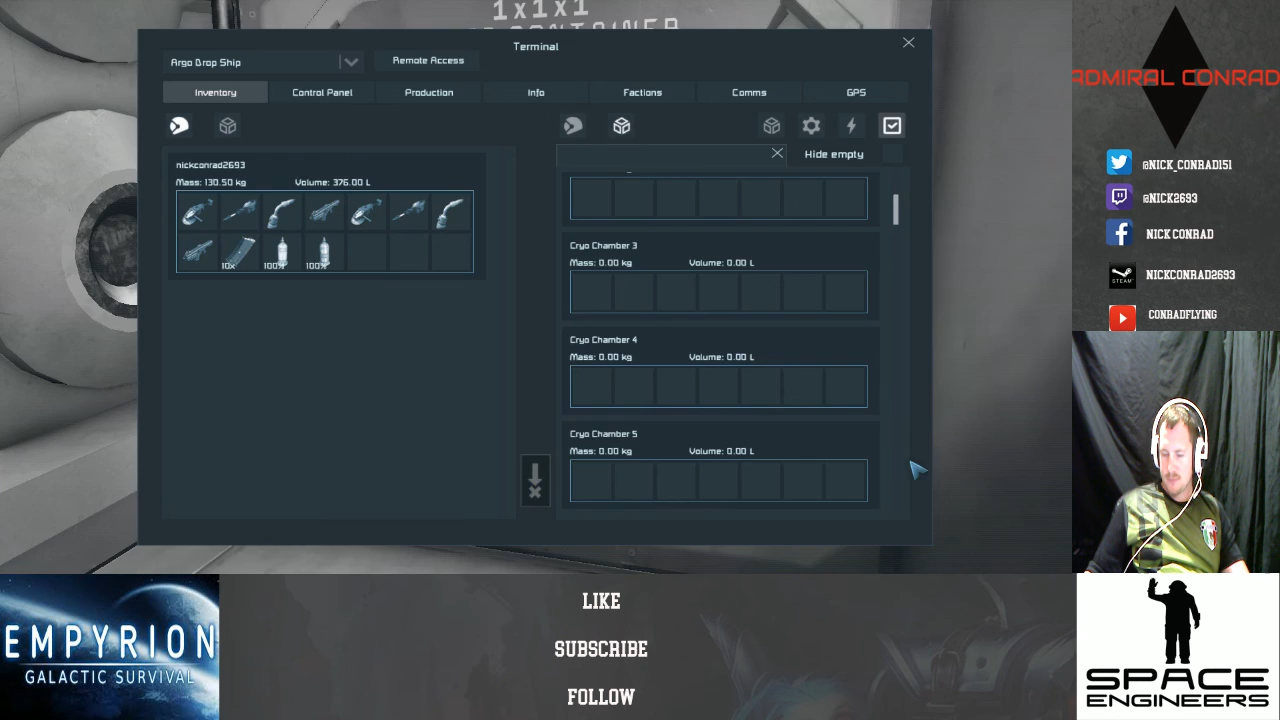 1x1x1
CONTAINER
Terminal
Argo Drop Ship
Remote Access
Inventory
Control Panel
Production
Info
Factions
Comms
GPS
Hide empty
nickconrad2693
Mass: 130.50 kg
Volume: 376.00 L
10x
100%
100%
Cryo Chamber 3
Mass: 0.00 kg
Volume: 0.00 L
Cryo Chamber 4
Mass: 0.00 kg
Volume: 0.00 L
Cryo Chamber 5
Mass: 0.00 kg
Volume: 0.00 L
ADMIRAL CONRAD
@NICK_CONRAD151
@NICK2693
NICK CONRAD
STEAM
NICKCONRAD2693
CONRADFLYING
EMPYRION
GALACTIC SURVIVAL
LIKE
SUBSCRIBE
FOLLOW
SPACE
ENGINEERS